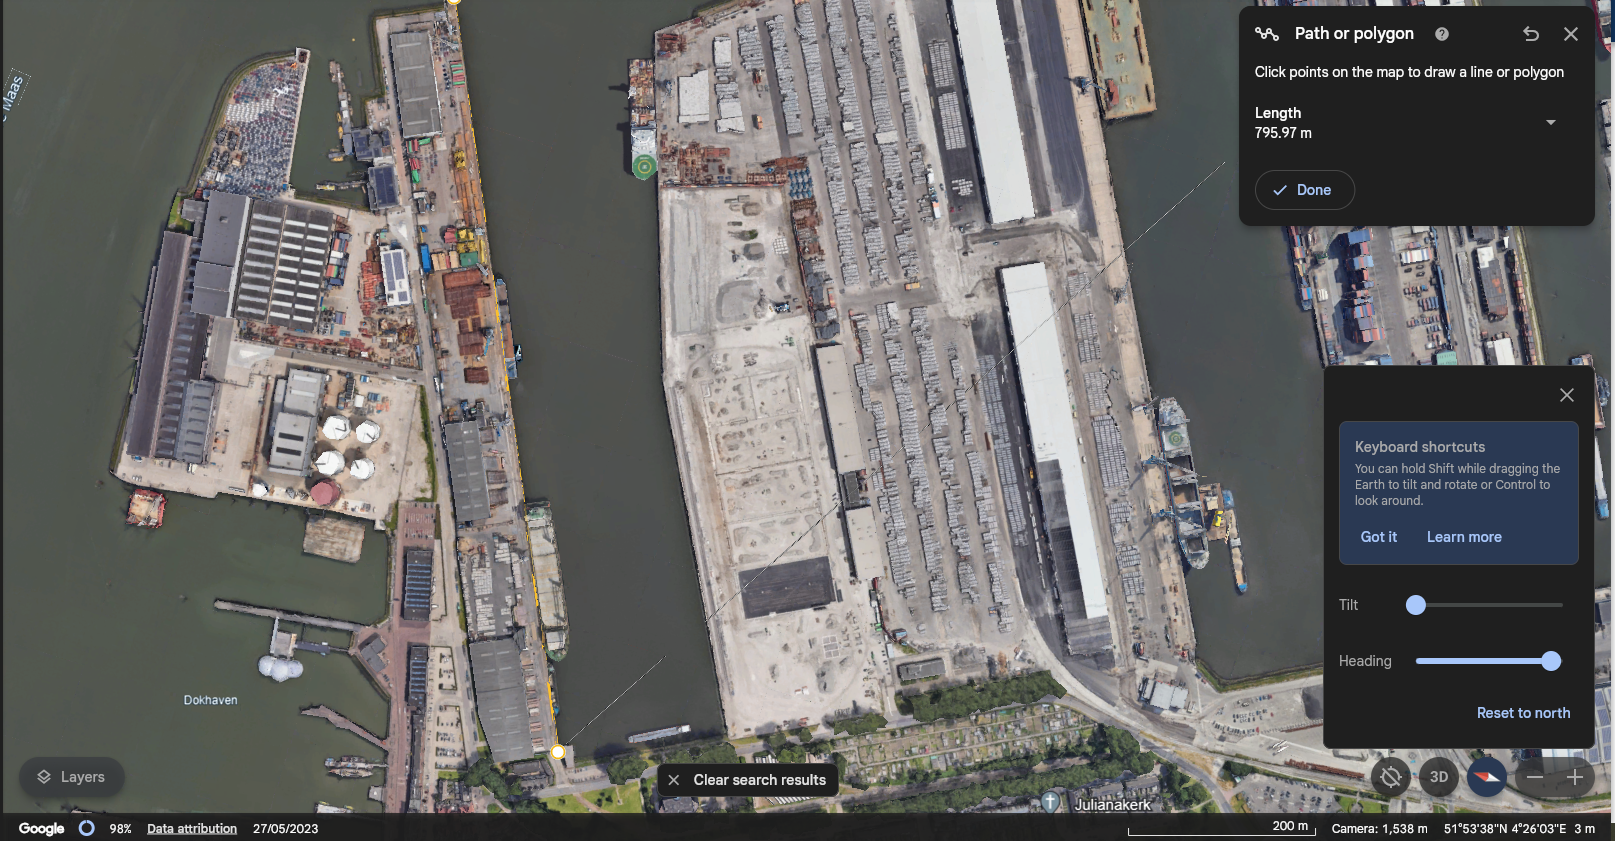 Maas
Path or polygon
Click points on the map to draw a line or polygon
Length
795.97 m
Done
Keyboard shortcuts
You can hold Shift while dragging the
Earth to tilt and rotate or Control to
look around.
Got it
Learn more
Tilt
Heading
Reset to north
Dokhaven
Layers
Clear search results
3D
Julianakerk
Google
98%
Data attribution
27/05/2023
200 m
Camera: 1,538 m
51°53'38"N 4°26'03"E
3 m